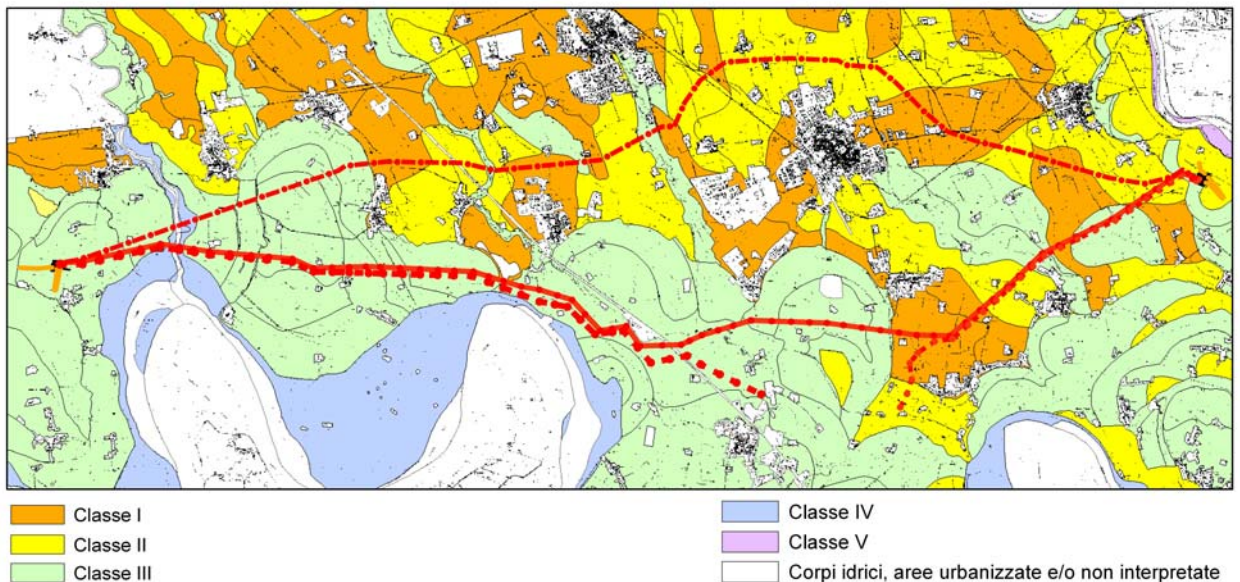 Classe I
Classe II
Classe III
Classe IV
Classe V
Corpi idrici, aree urbanizzate e/o non interpretate